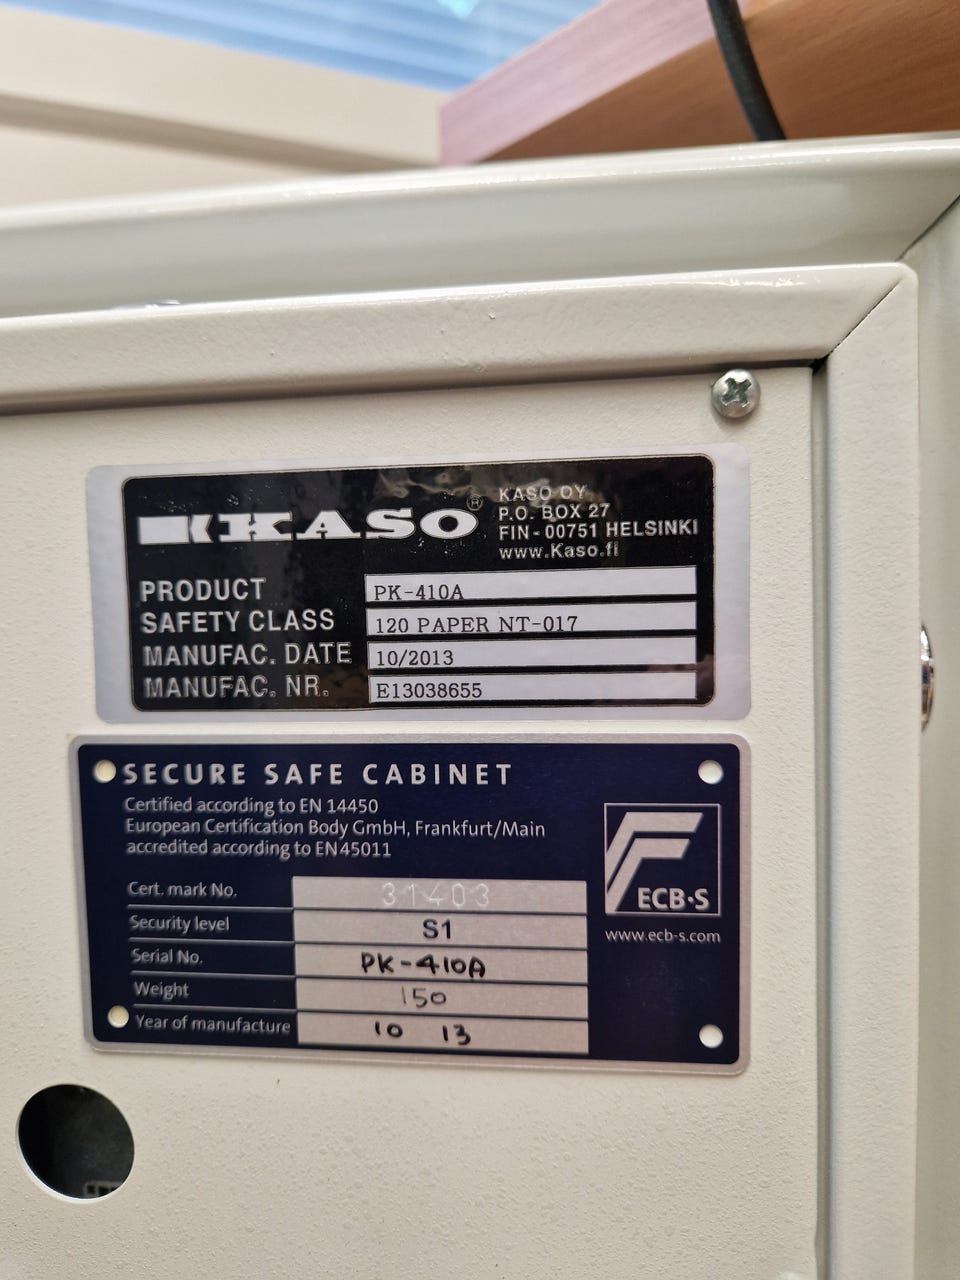 KASO®
KASO OY
P.O. BOX 27
FIN-00751 HELSINKI
www.Kaso.fi
PRODUCT PK-410A
SAFETY CLASS 120 PAPER NT-017
MANUFAC. DATE 10/2013
MANUFAC. NR. E13038655
SECURE SAFE CABINET
Certified according to EN 14450
European Certification Body GmbH, Frankfurt/Main
accredited according to EN 45011
Cert. mark No. 31403
Security level S1
Serial No. PK-410A
Weight 150
Year of manufacture 10 13
ECB·S
www.ecb-s.com